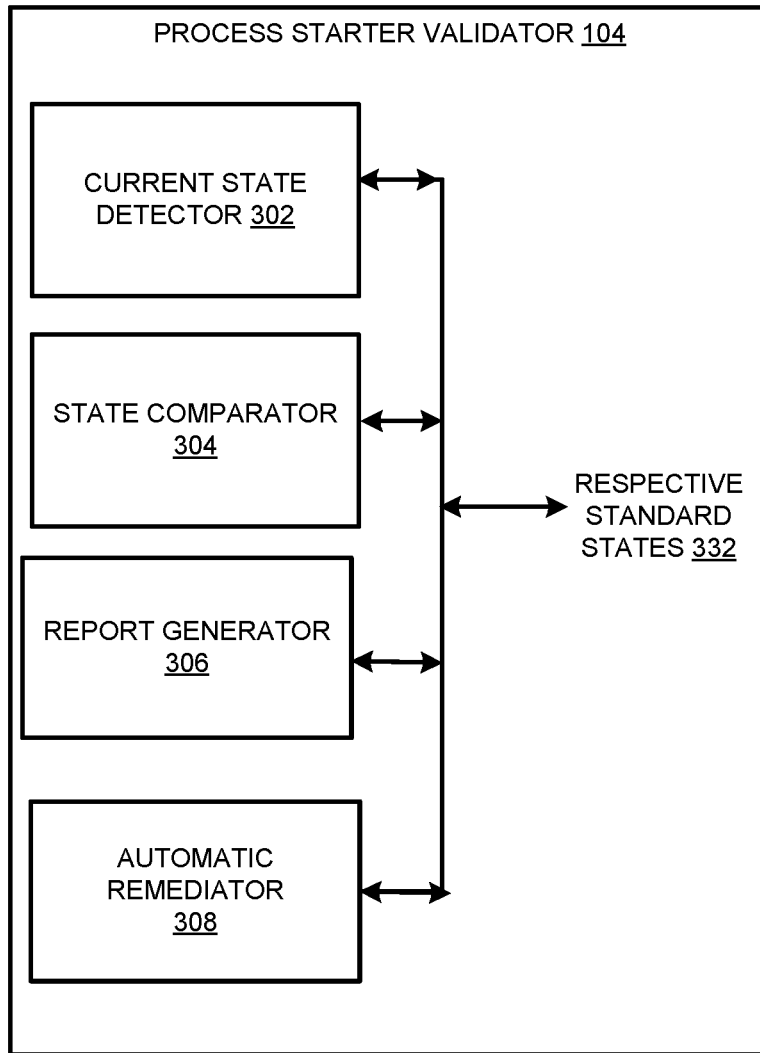 PROCESS STARTER VALIDATOR 104
CURRENT STATE
DETECTOR 302
STATE COMPARATOR
304
RESPECTIVE
STANDARD
STATES 332
REPORT GENERATOR
306
AUTOMATIC
REMEDIATOR
308